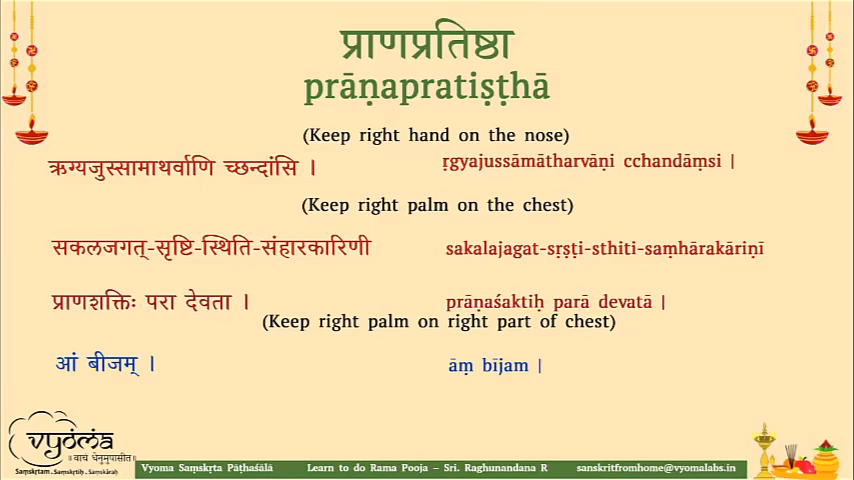 प्राणप्रतिष्ठा
prāṇapratiṣṭhā
(Keep right hand on the nose)
ऋग्यजुस्सामाथर्वाणि च्छन्दांसि । ṛgyajussāmātharvāṇi cchandāṃsi |
(Keep right palm on the chest)
सकलजगत्-सृष्टि-स्थिति-संहारकारिणी sakalajagat-sṛṣṭi-sthiti-saṃhārakāriṇī
प्राणशक्तिः परा देवता । prāṇaśaktiḥ parā devatā |
(Keep right palm on right part of chest)
आं बीजम् । āṃ bījam |
vyoma
॥ वाचं धेनुमुपासीत॥
Saṃskṛtam . Saṃskṛtiḥ . Saṃskāraḥ
Vyoma Saṃskṛta Pāṭhaśālā Learn to do Rama Pooja – Sri. Raghunandana R sanskritfromhome@vyomalabs.in